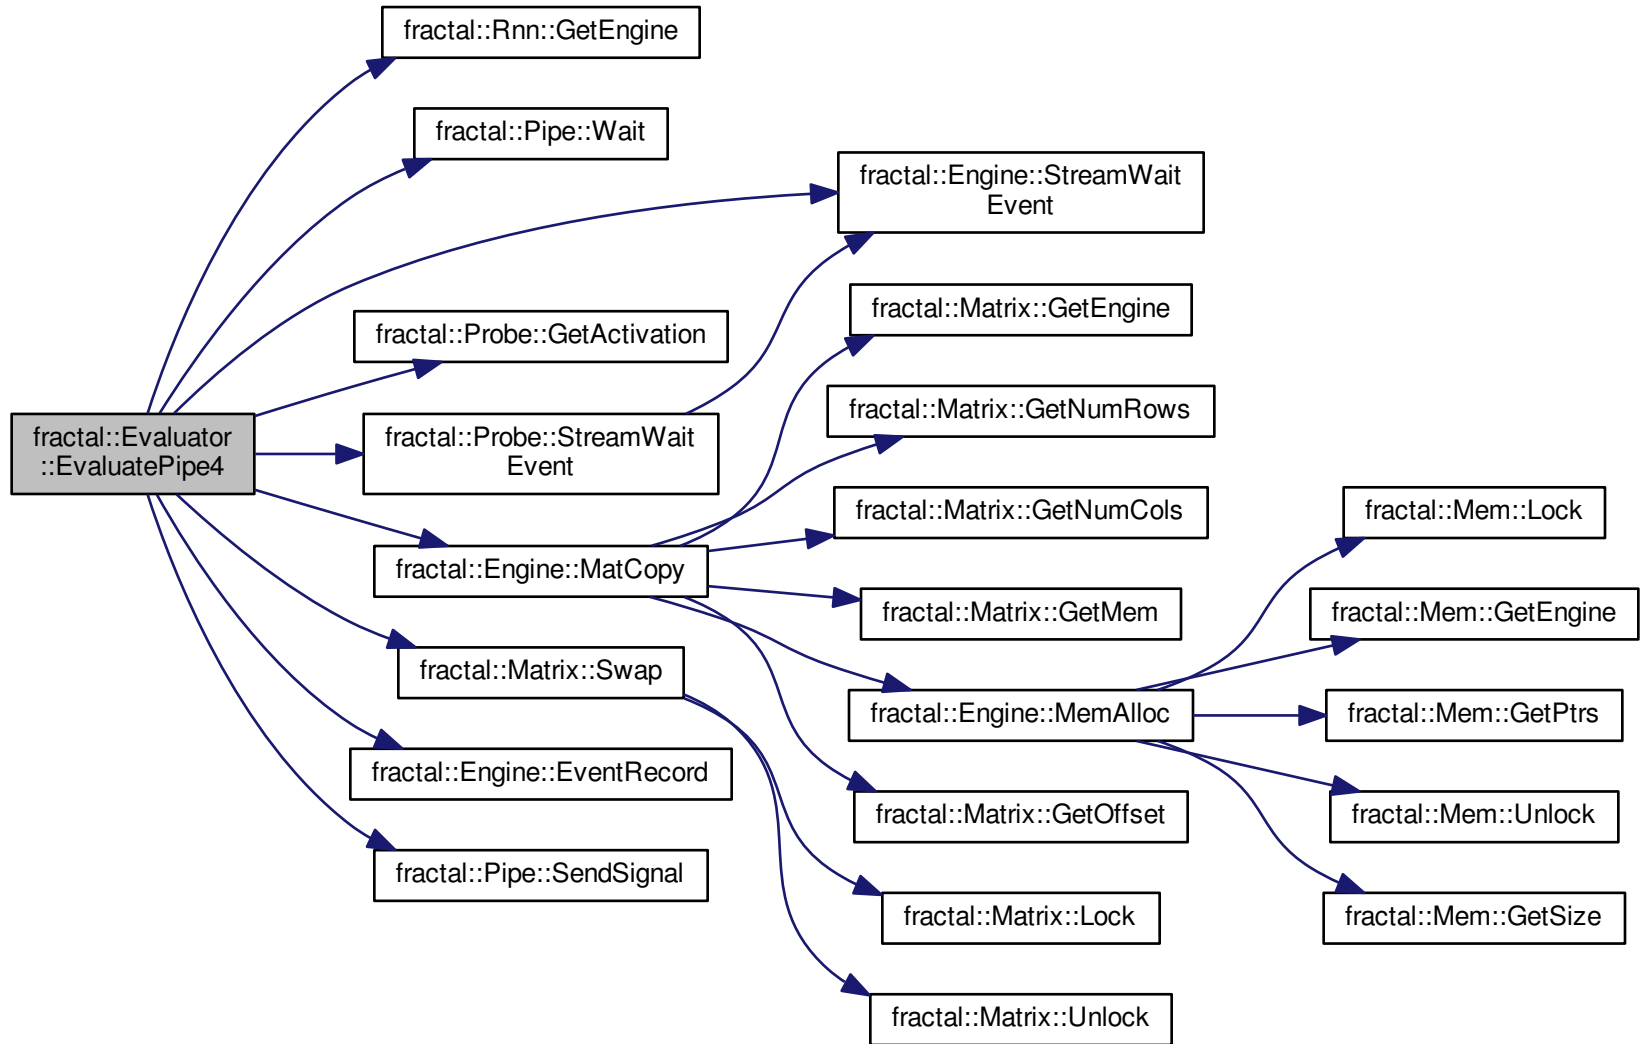 fractal::Rnn::GetEngine
fractal::Pipe::Wait
fractal::Engine::StreamWait
Event
fractal::Matrix::GetEngine
fractal::Probe::GetActivation
fractal::Matrix::GetNumRows
fractal::Evaluator
::EvaluatePipe4
fractal::Probe::StreamWait
Event
fractal::Matrix::GetNumCols
fractal::Mem::Lock
fractal::Engine::MatCopy
fractal::Matrix::GetMem
fractal::Mem::GetEngine
fractal::Matrix::Swap
fractal::Engine::MemAlloc
fractal::Mem::GetPtrs
fractal::Engine::EventRecord
fractal::Matrix::GetOffset
fractal::Mem::Unlock
fractal::Pipe::SendSignal
fractal::Matrix::Lock
fractal::Mem::GetSize
fractal::Matrix::Unlock